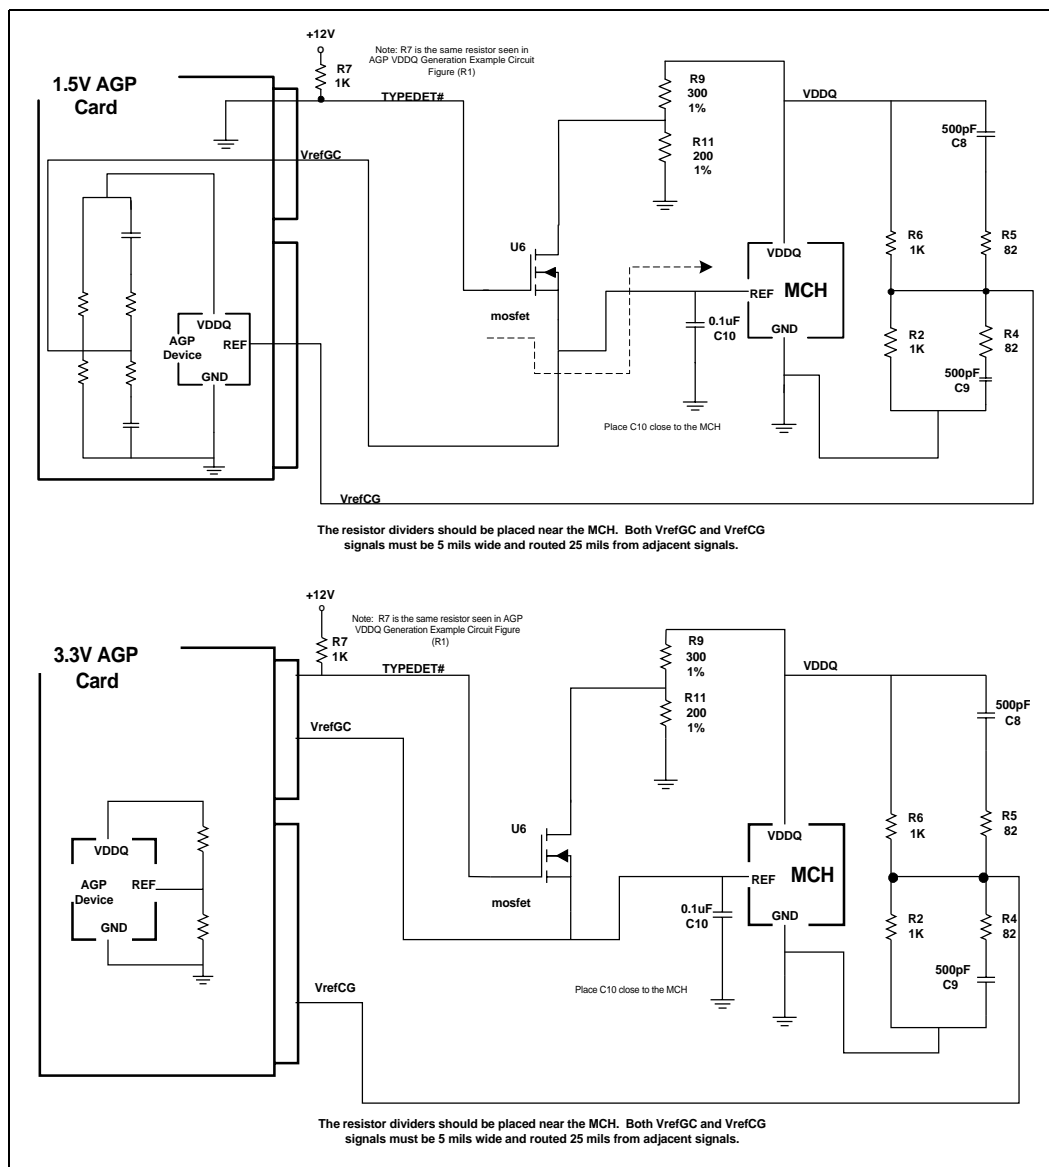 +12V
Note: R7 is the same resistor seen in
AGP VDDQ Generation Example Circuit
Figure (R1)
R7
1K
1.5V AGP
Card
TYPEDET#
R9
300
1%
VDDQ
500pF
C8
R11
200
1%
VrefGC
U6
R6
1K
R5
82
VDDQ
MCH
REF
GND
mosfet
0.1uF
C10
VDDQ
AGP
Device
REF
GND
R2
1K
R4
82
500pF
C9
Place C10 close to the MCH
VrefCG
The resistor dividers should be placed near the MCH. Both VrefGC and VrefCG
signals must be 5 mils wide and routed 25 mils from adjacent signals.
+12V
Note: R7 is the same resistor seen in AGP
VDDQ Generation Example Circuit Figure
(R1)
R7
1K
3.3V AGP
Card
TYPEDET#
R9
300
1%
VDDQ
R11
200
1%
500pF
C8
VrefGC
U6
R6
1K
R5
82
VDDQ
MCH
REF
GND
VDDQ
AGP
Device
REF
GND
mosfet
0.1uF
C10
R2
1K
R4
82
500pF
C9
Place C10 close to the MCH
VrefCG
The resistor dividers should be placed near the MCH. Both VrefGC and VrefCG
signals must be 5 mils wide and routed 25 mils from adjacent signals.